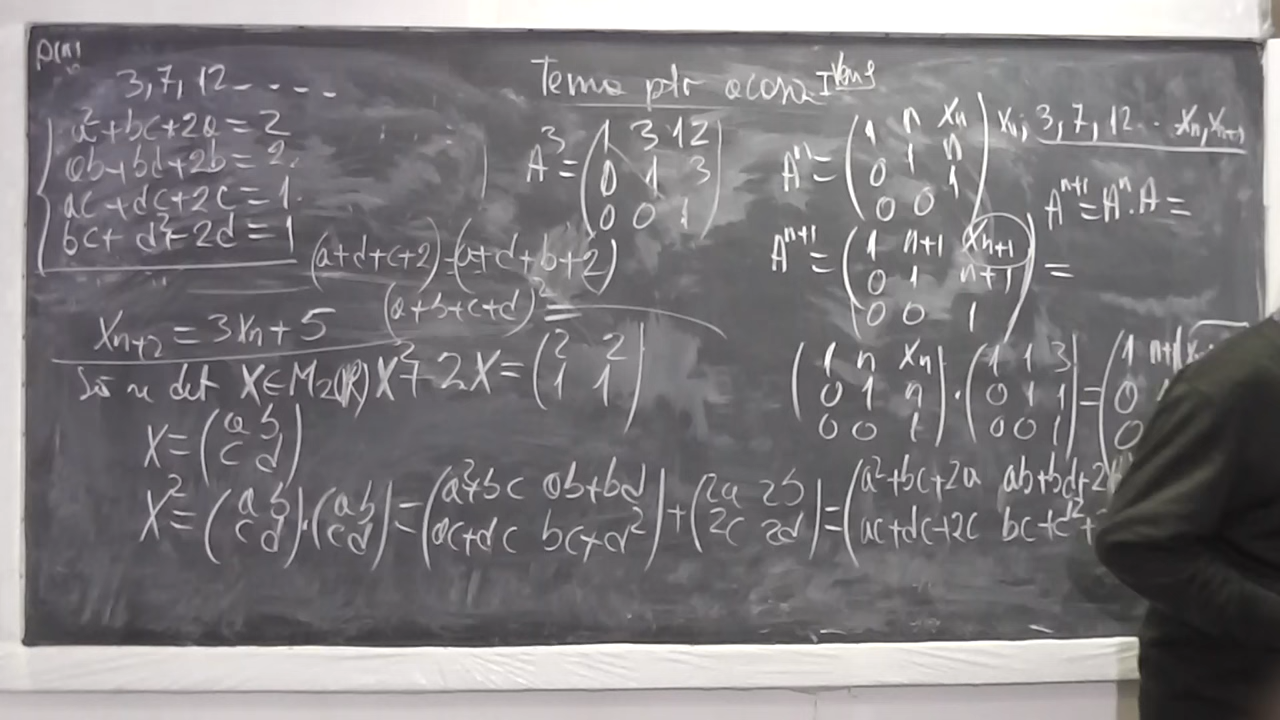 P(n)
3, 7, 12 - - - -
a²+bc+2a=2
ab+bd+2b=2.
ac+dc+2c=1.
bc+d²+2d=1
(a+d+c+2)=(a+d+b+2)
(a+b+c+d)²=
Xn+2=3Xn+5
Să se det X∈M2(R) X²+2X=(2 2
1 1)
X=(a b
c d)
X²=(a b
c d)·(a b
c d)=(a²+bc ab+bd
ac+dc bc+d²)+(2a 2b
2c 2d)=(a²+bc+2a ab+bd+2
ac+dc+2c bc+d²+
Tema ptr acasa
A³=(1 3 12
0 1 3
0 0 1)
Aⁿ=(1 n Xn
0 1 n
0 0 1)
Xn; 3, 7, 12 .. Xn, Xn+1
Aⁿ⁺¹=Aⁿ·A=
Aⁿ⁺¹=(1 n+1 Xn+1
0 1 n+1
0 0 1)=
(1 n Xn
0 1 n
0 0 1)·(1 1 3
0 1 1
0 0 1)=(1 n+1
0
0